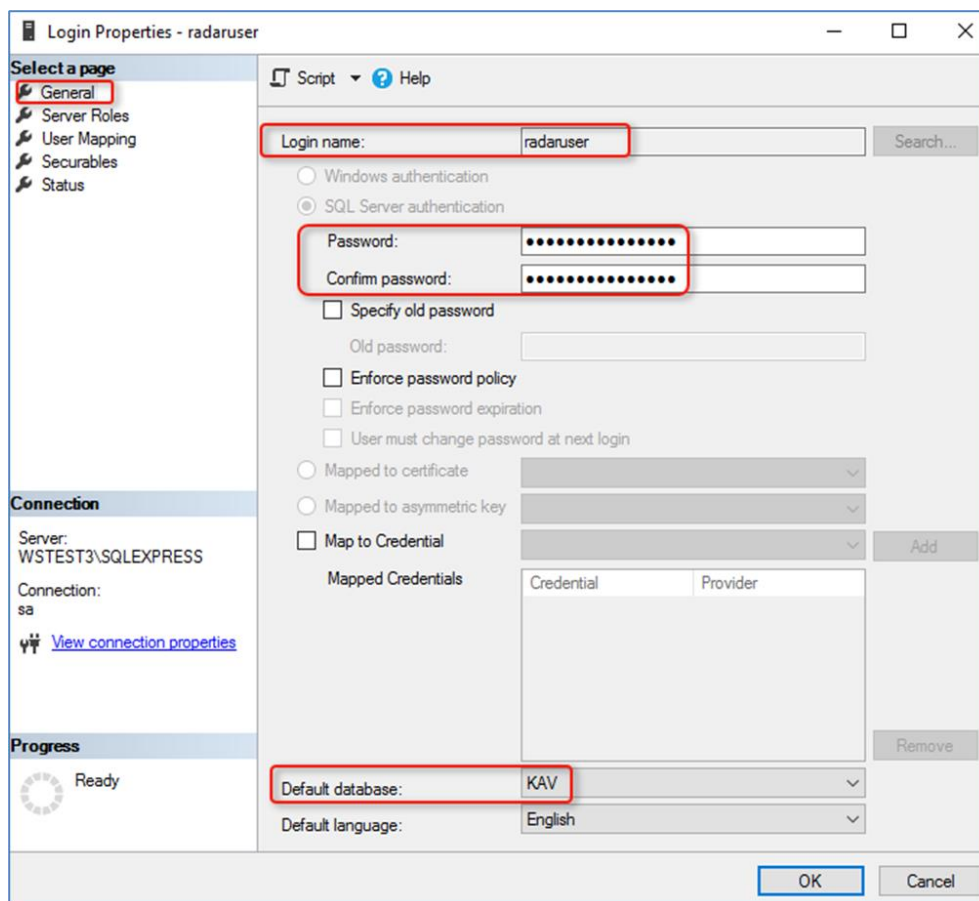 Login Properties - radaruser
Select a page
General
Server Roles
User Mapping
Securables
Status
Connection
Server:
WSTEST3\SQLEXPRESS
Connection:
sa
View connection properties
Progress
Ready
Script
Help
Login name: radaruser Search...
Windows authentication
SQL Server authentication
Password: ●●●●●●●●●●●●●●●
Confirm password: ●●●●●●●●●●●●●●●
Specify old password
Old password:
Enforce password policy
Enforce password expiration
User must change password at next login
Mapped to certificate
Mapped to asymmetric key
Map to Credential Add
Mapped Credentials Credential Provider
Remove
Default database: KAV
Default language: English
OK Cancel